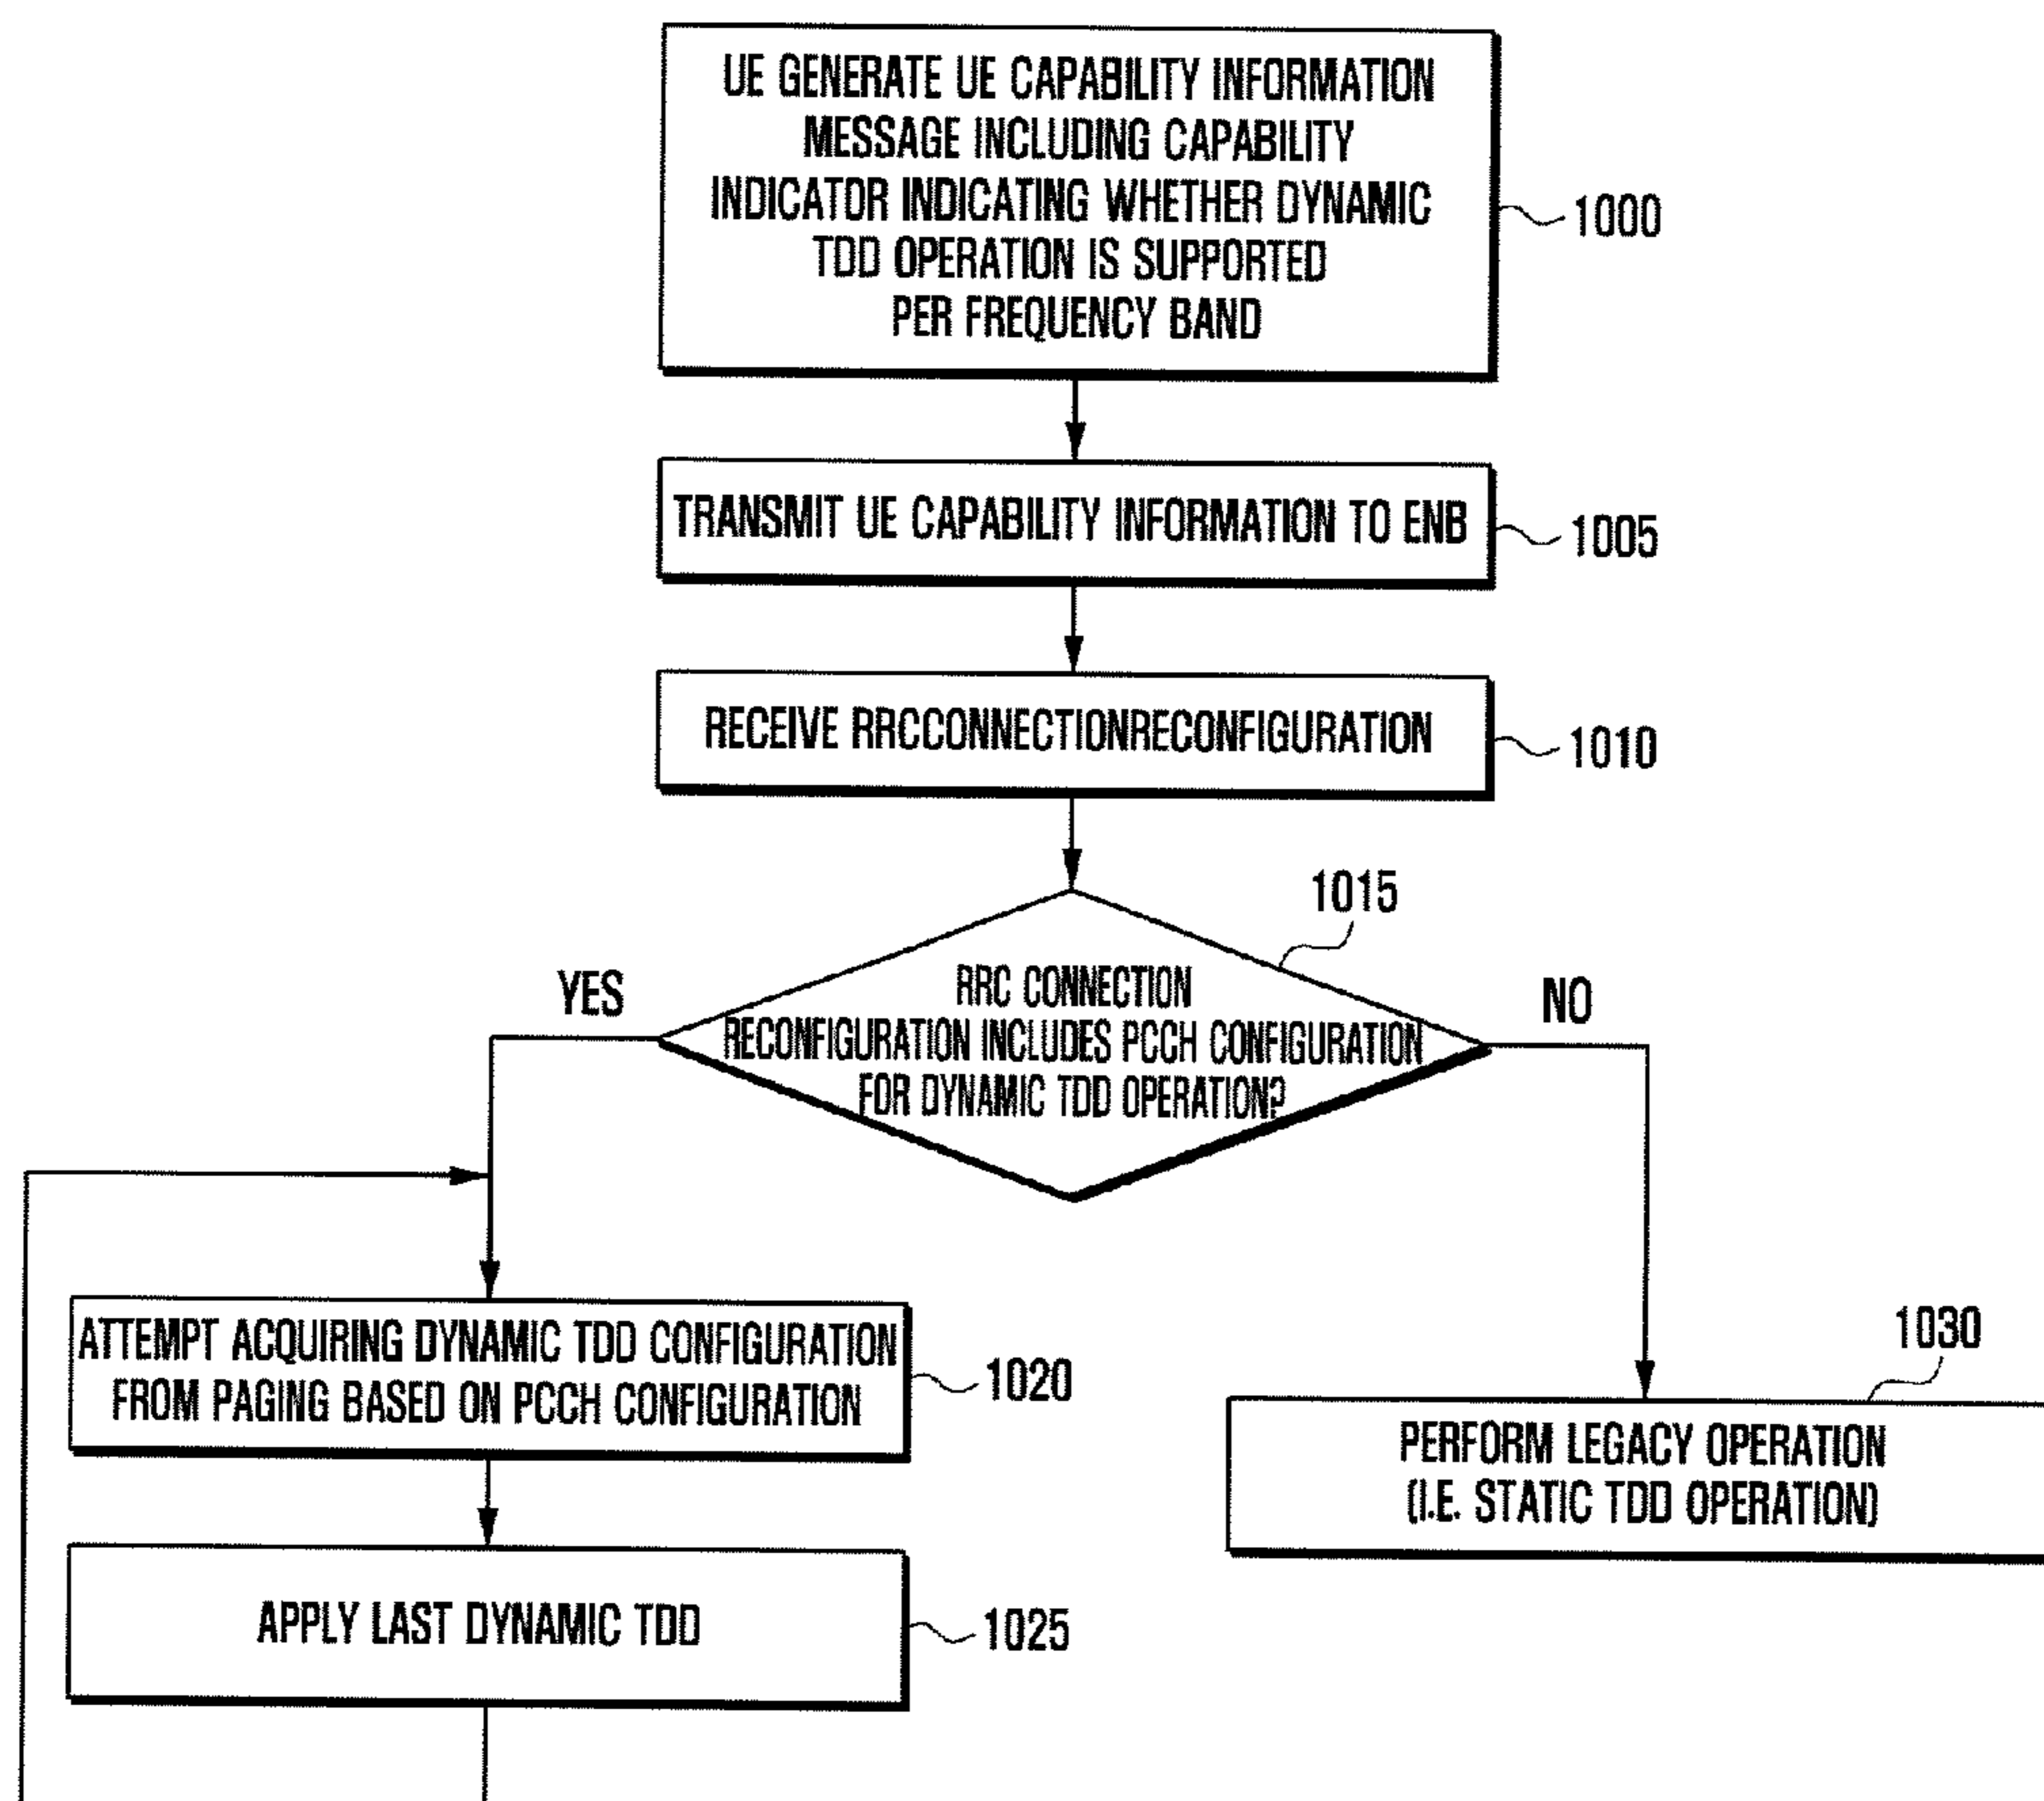 UE GENERATE UE CAPABILITY INFORMATION
MESSAGE INCLUDING CAPABILITY
INDICATOR INDICATING WHETHER DYNAMIC
TDD OPERATION IS SUPPORTED
PER FREQUENCY BAND
1000
TRANSMIT UE CAPABILITY INFORMATION TO ENB
1005
RECEIVE RRCCONNECTIONRECONFIGURATION
1010
1015
RRC CONNECTION
RECONFIGURATION INCLUDES PCCH CONFIGURATION
FOR DYNAMIC TDD OPERATION?
YES
NO
ATTEMPT ACQUIRING DYNAMIC TDD CONFIGURATION
FROM PAGING BASED ON PCCH CONFIGURATION
1020
1030
PERFORM LEGACY OPERATION
(I.E. STATIC TDD OPERATION)
APPLY LAST DYNAMIC TDD
1025